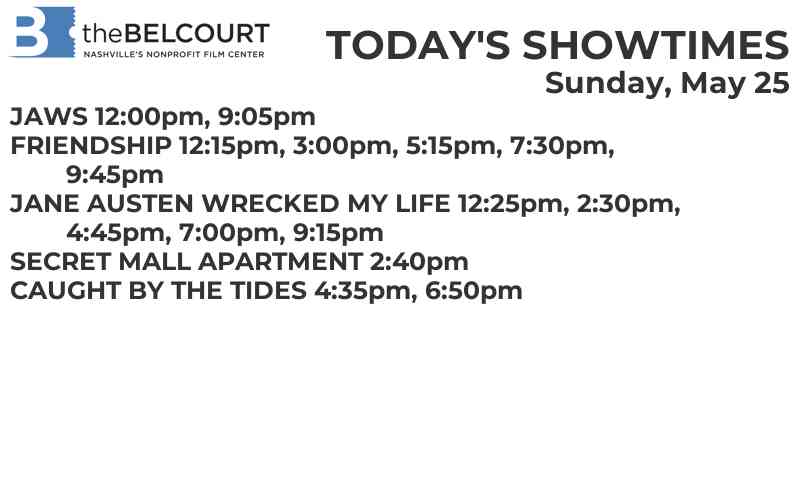 B theBELCOURT
NASHVILLE'S NONPROFIT FILM CENTER
TODAY'S SHOWTIMES
Sunday, May 25
JAWS 12:00pm, 9:05pm
FRIENDSHIP 12:15pm, 3:00pm, 5:15pm, 7:30pm,
9:45pm
JANE AUSTEN WRECKED MY LIFE 12:25pm, 2:30pm,
4:45pm, 7:00pm, 9:15pm
SECRET MALL APARTMENT 2:40pm
CAUGHT BY THE TIDES 4:35pm, 6:50pm